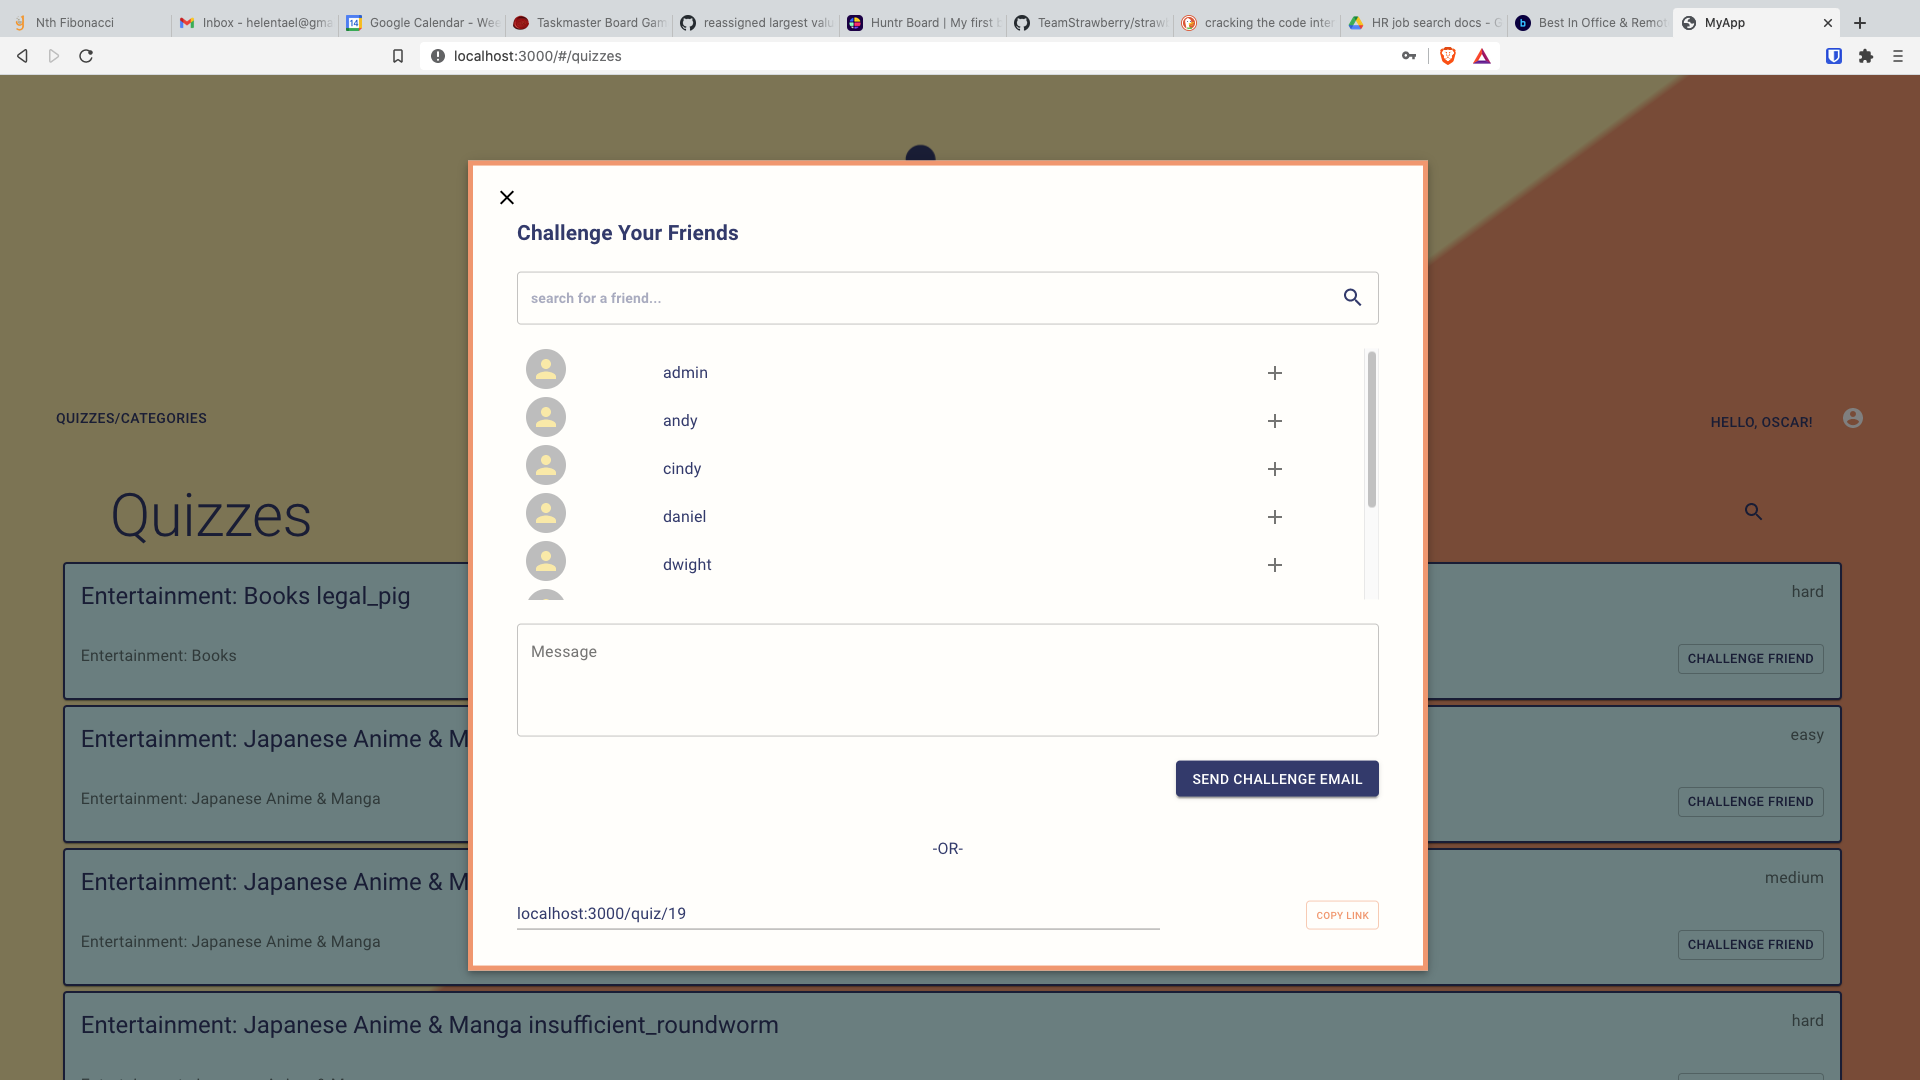 Nth Fibonacci
Inbox - helentael@gma
Google Calendar - Wee
Taskmaster Board Gam
reassigned largest valu
Huntr Board | My first b
TeamStrawberry/straw
cracking the code inter
HR job search docs - G
Best In Office & Remot
MyApp
localhost:3000/#/quizzes
Challenge Your Friends
search for a friend...
admin
andy
cindy
daniel
dwight
Message
SEND CHALLENGE EMAIL
-OR-
localhost:3000/quiz/19
COPY LINK
QUIZZES/CATEGORIES
HELLO, OSCAR!
Quizzes
Entertainment: Books legal_pig
hard
Entertainment: Books
CHALLENGE FRIEND
Entertainment: Japanese Anime & M
easy
Entertainment: Japanese Anime & Manga
CHALLENGE FRIEND
Entertainment: Japanese Anime & M
medium
Entertainment: Japanese Anime & Manga
CHALLENGE FRIEND
Entertainment: Japanese Anime & Manga insufficient_roundworm
hard